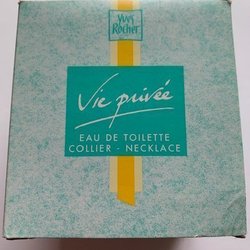 YVES
ROCHER
Vie privée
EAU DE TOILETTE
COLLIER - NECKLACE